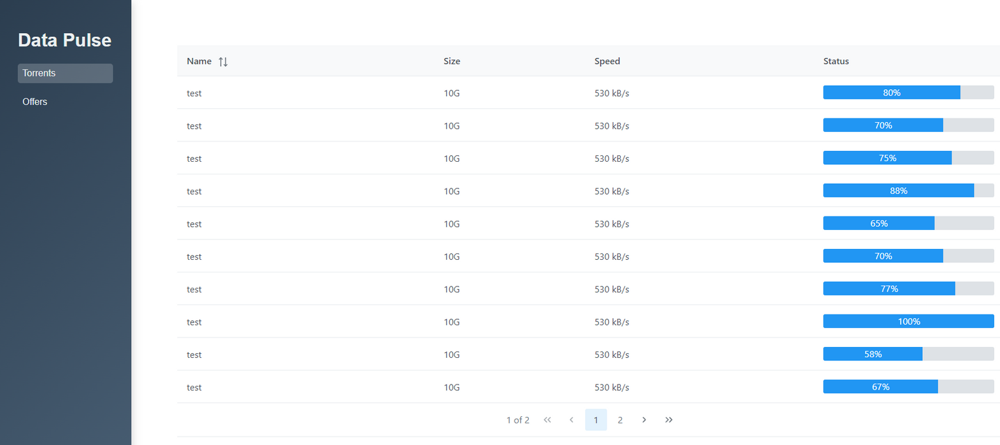 Data Pulse
Torrents
Offers
Name Size Speed Status
test 10G 530 kB/s 80%
test 10G 530 kB/s 70%
test 10G 530 kB/s 75%
test 10G 530 kB/s 88%
test 10G 530 kB/s 65%
test 10G 530 kB/s 70%
test 10G 530 kB/s 77%
test 10G 530 kB/s 100%
test 10G 530 kB/s 58%
test 10G 530 kB/s 67%
1 of 2 « ‹ 1 2 › »